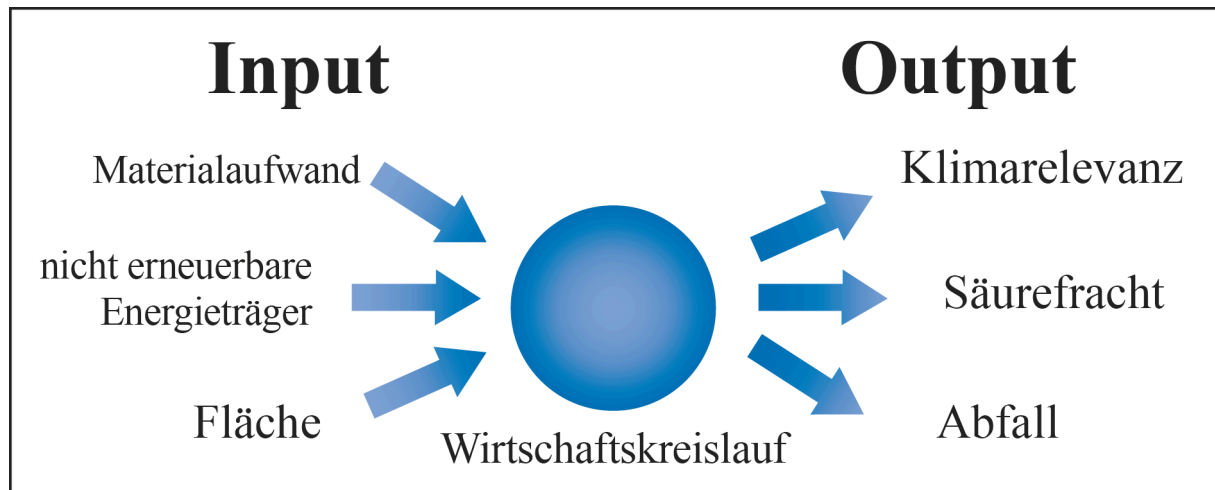 Input
Output
Materialaufwand
nicht erneuerbare
Energieträger
Fläche
Wirtschaftskreislauf
Klimarelevanz
Säurefracht
Abfall